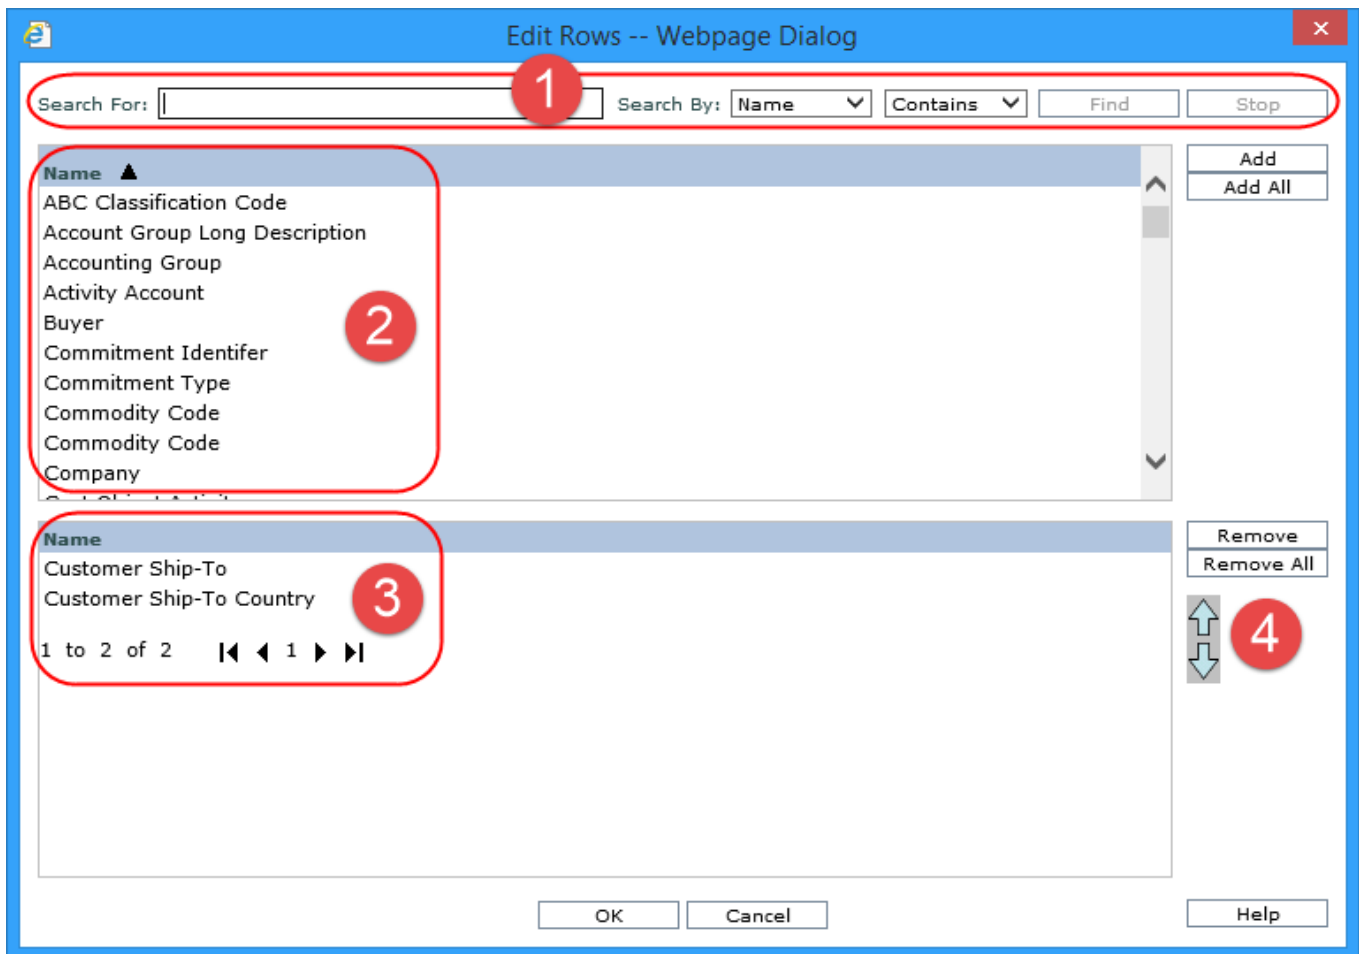 Edit Rows -- Webpage Dialog
×
1
Search For: Search By: Name Contains Find Stop
Name
Add
Add All
ABC Classification Code
Account Group Long Description
Accounting Group
Activity Account
Buyer
2
Commitment Identifer
Commitment Type
Commodity Code
Commodity Code
Company
Name
Remove
Remove All
Customer Ship-To
Customer Ship-To Country
3
4
1 to 2 of 2 1
OK Cancel Help